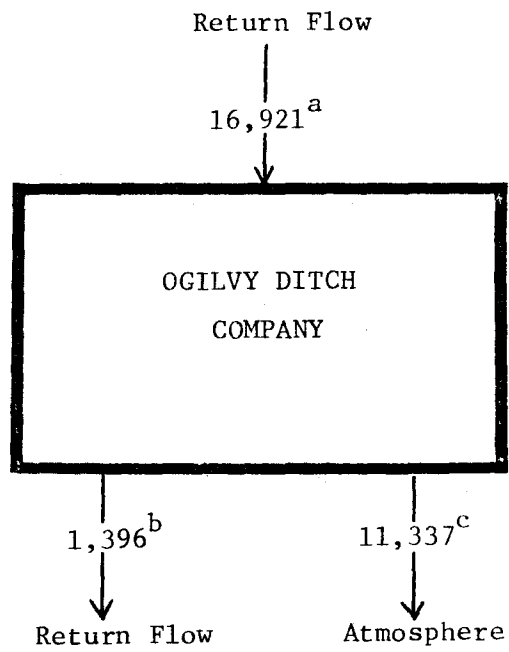 Return Flow
16,921a
OGILVY DITCH
COMPANY
1,396b
11,337c
Return Flow
Atmosphere